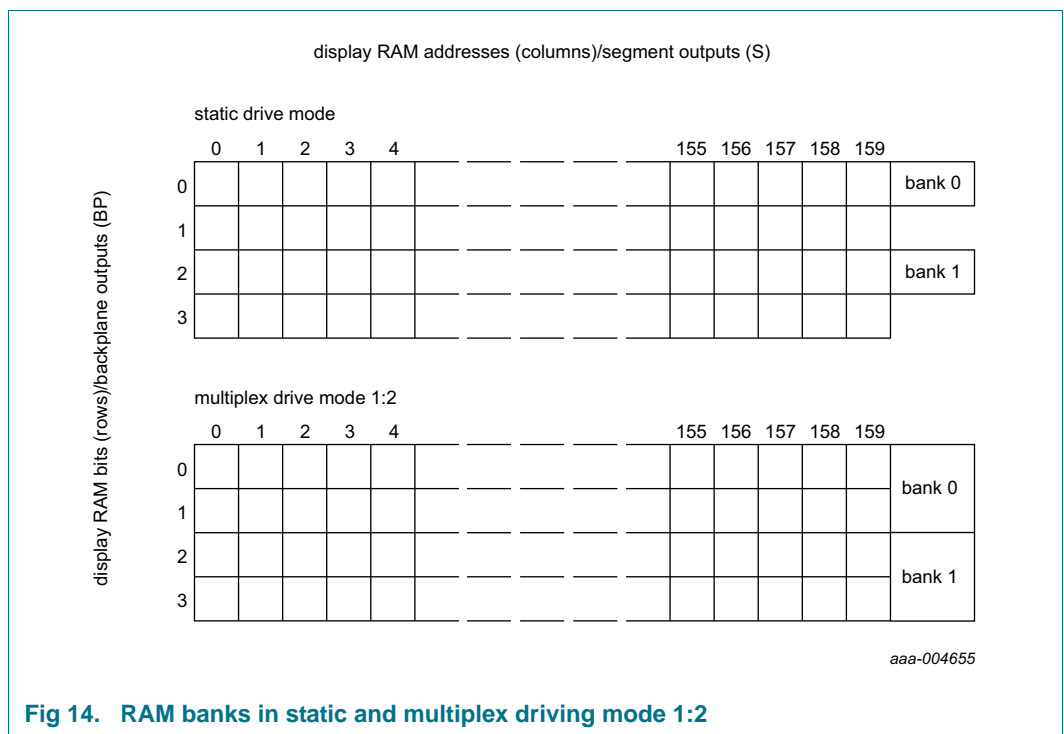 display RAM addresses (columns)/segment outputs (S)
display RAM bits (rows)/backplane outputs (BP)
static drive mode
0 1 2 3 4 155 156 157 158 159
0 bank 0
1
2 bank 1
3
multiplex drive mode 1:2
0 1 2 3 4 155 156 157 158 159
0
bank 0
1
2
bank 1
3
aaa-004655
Fig 14. RAM banks in static and multiplex driving mode 1:2